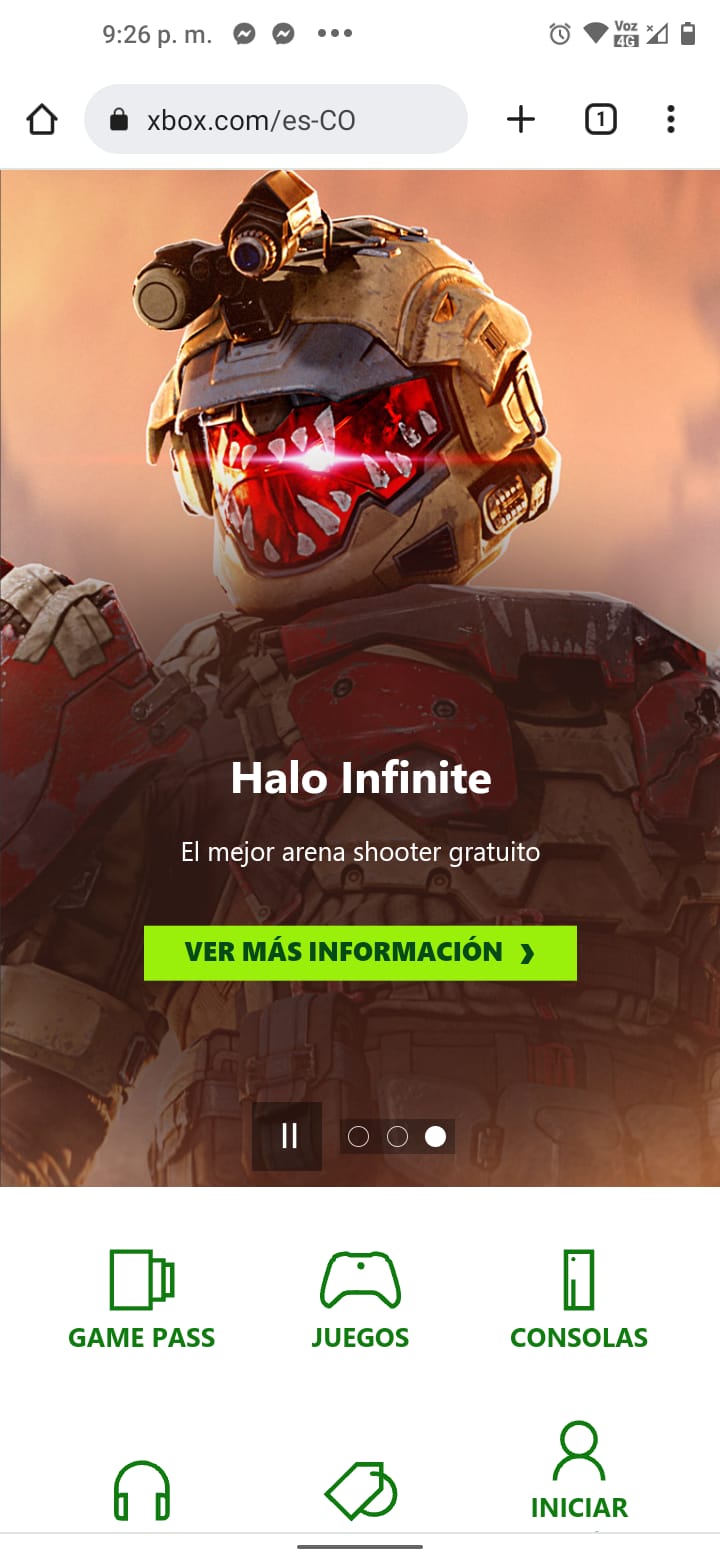 9:26 p. m.
Voz
4G
xbox.com/es-CO
1
Halo Infinite
El mejor arena shooter gratuito
VER MÁS INFORMACIÓN
GAME PASS
JUEGOS
CONSOLAS
INICIAR